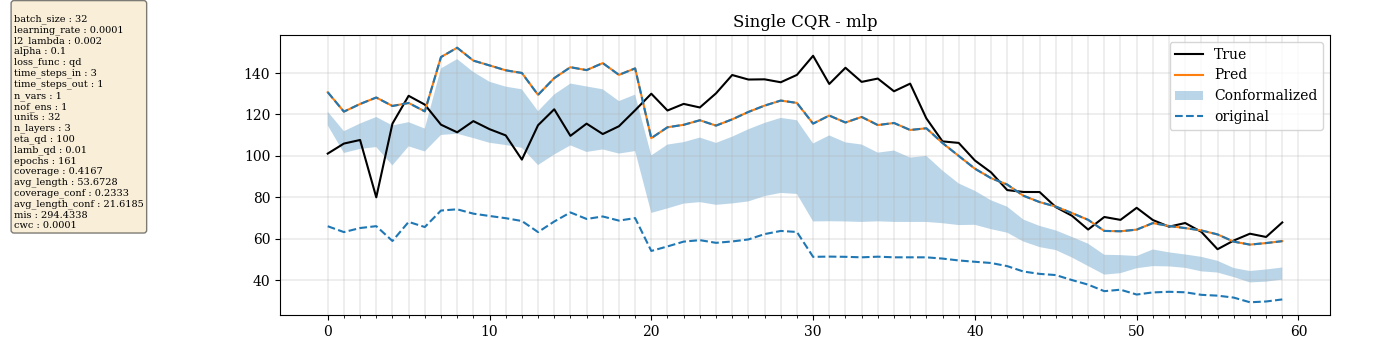 batch_size : 32
learning_rate : 0.0001
l2_lambda : 0.002
alpha : 0.1
loss_func : qd
time_steps_in : 3
time_steps_out : 1
n_vars : 1
nof_ens : 1
units : 32
n_layers : 3
eta_qd : 100
lamb_qd : 0.01
epochs : 161
coverage : 0.4167
avg_length : 53.6728
coverage_conf : 0.2333
avg_length_conf : 21.6185
mis : 294.4338
cwc : 0.0001
Single CQR - mlp
True
Pred
Conformalized
original
140
120
100
80
60
40
0 10 20 30 40 50 60